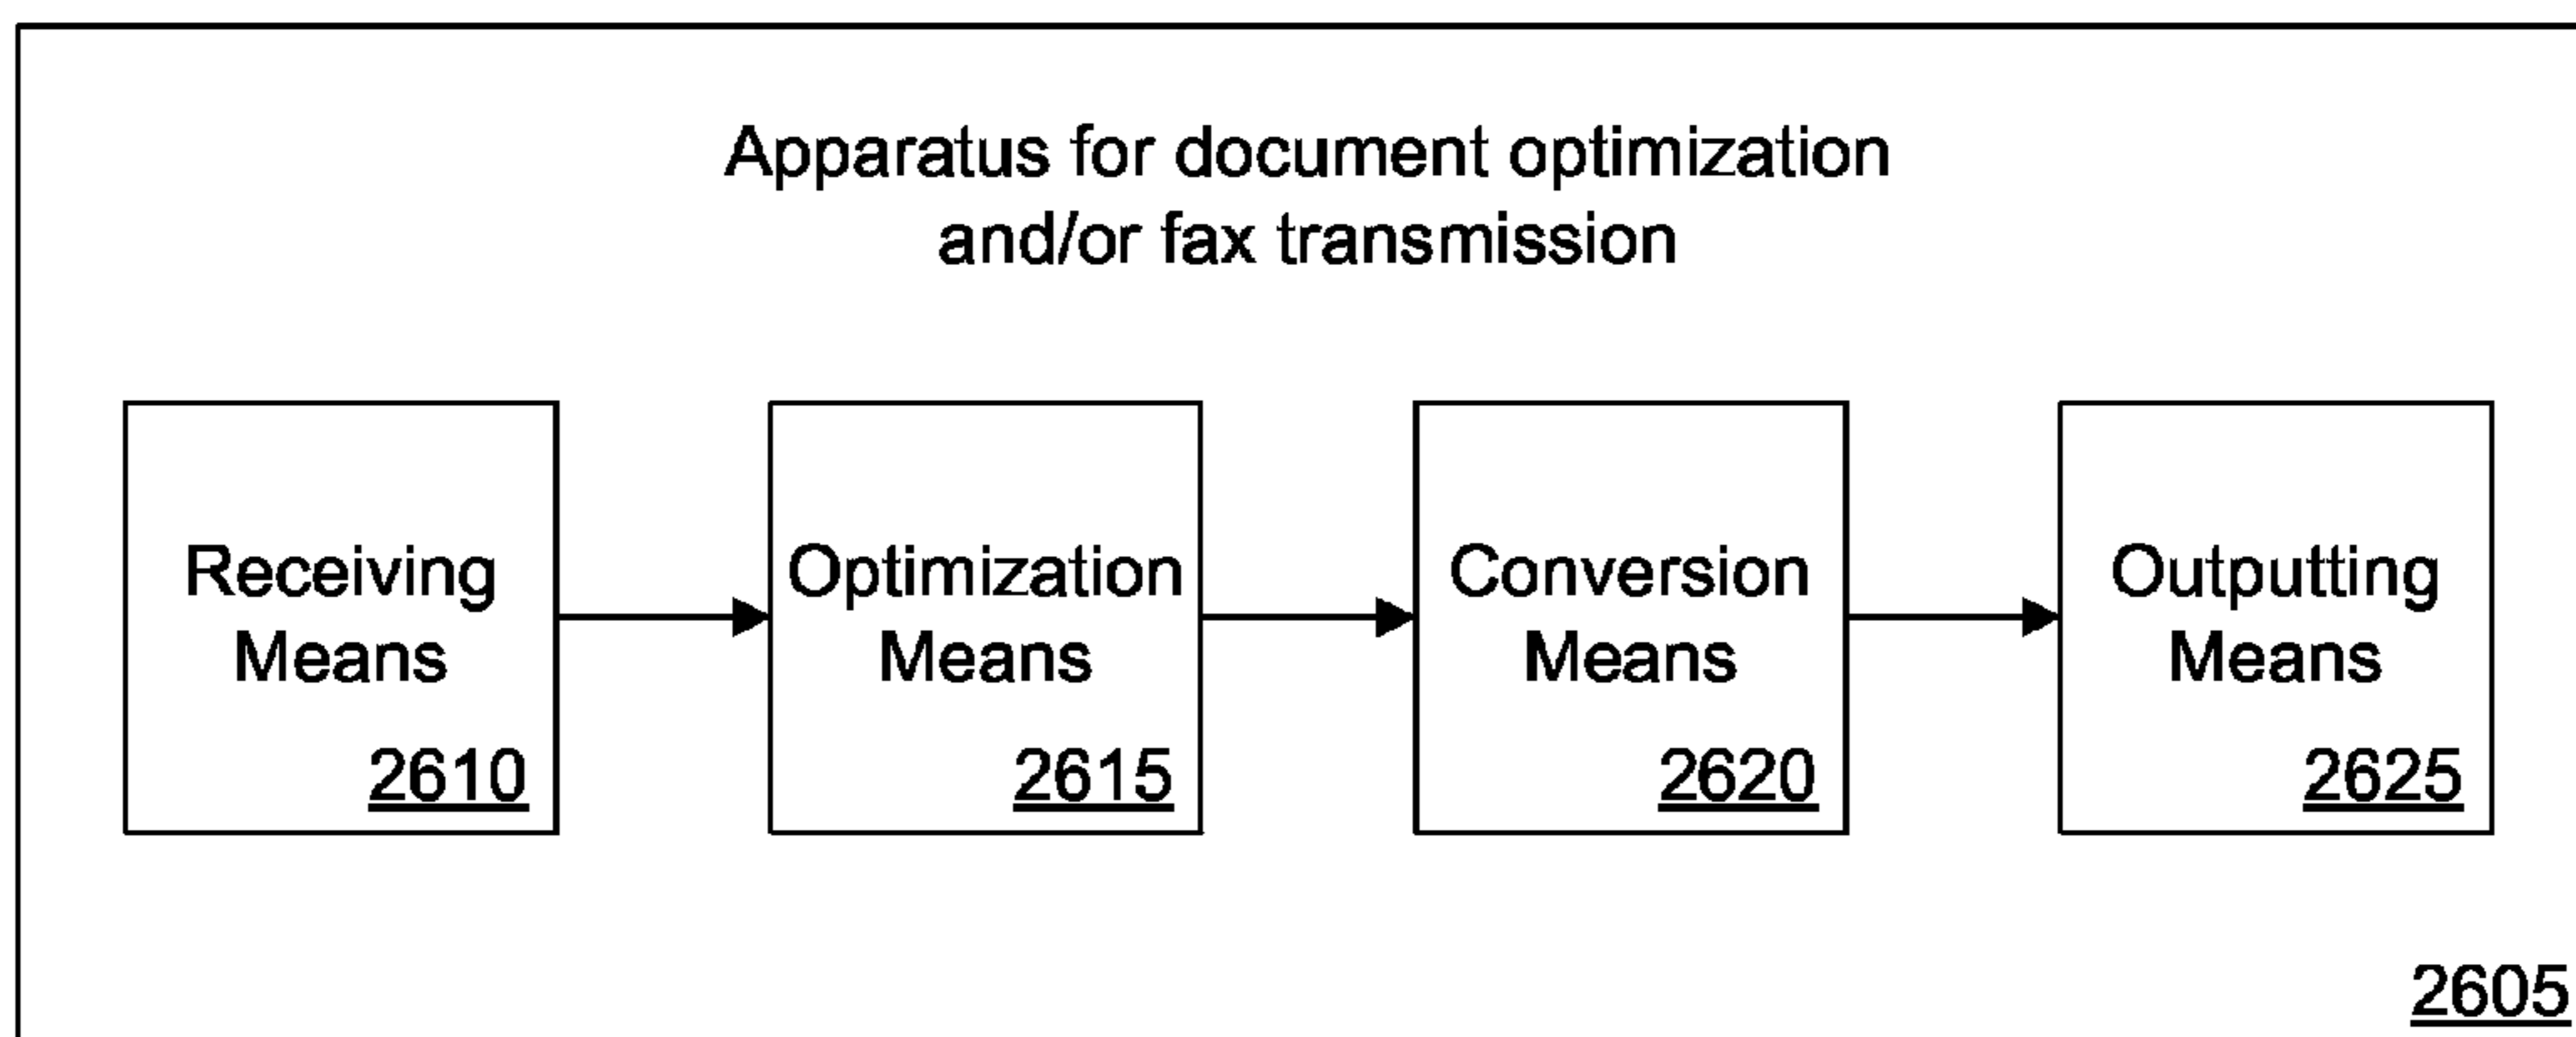 Apparatus for document optimization
and/or fax transmission
Receiving
Means
2610
Optimization
Means
2615
Conversion
Means
2620
Outputting
Means
2625
2605